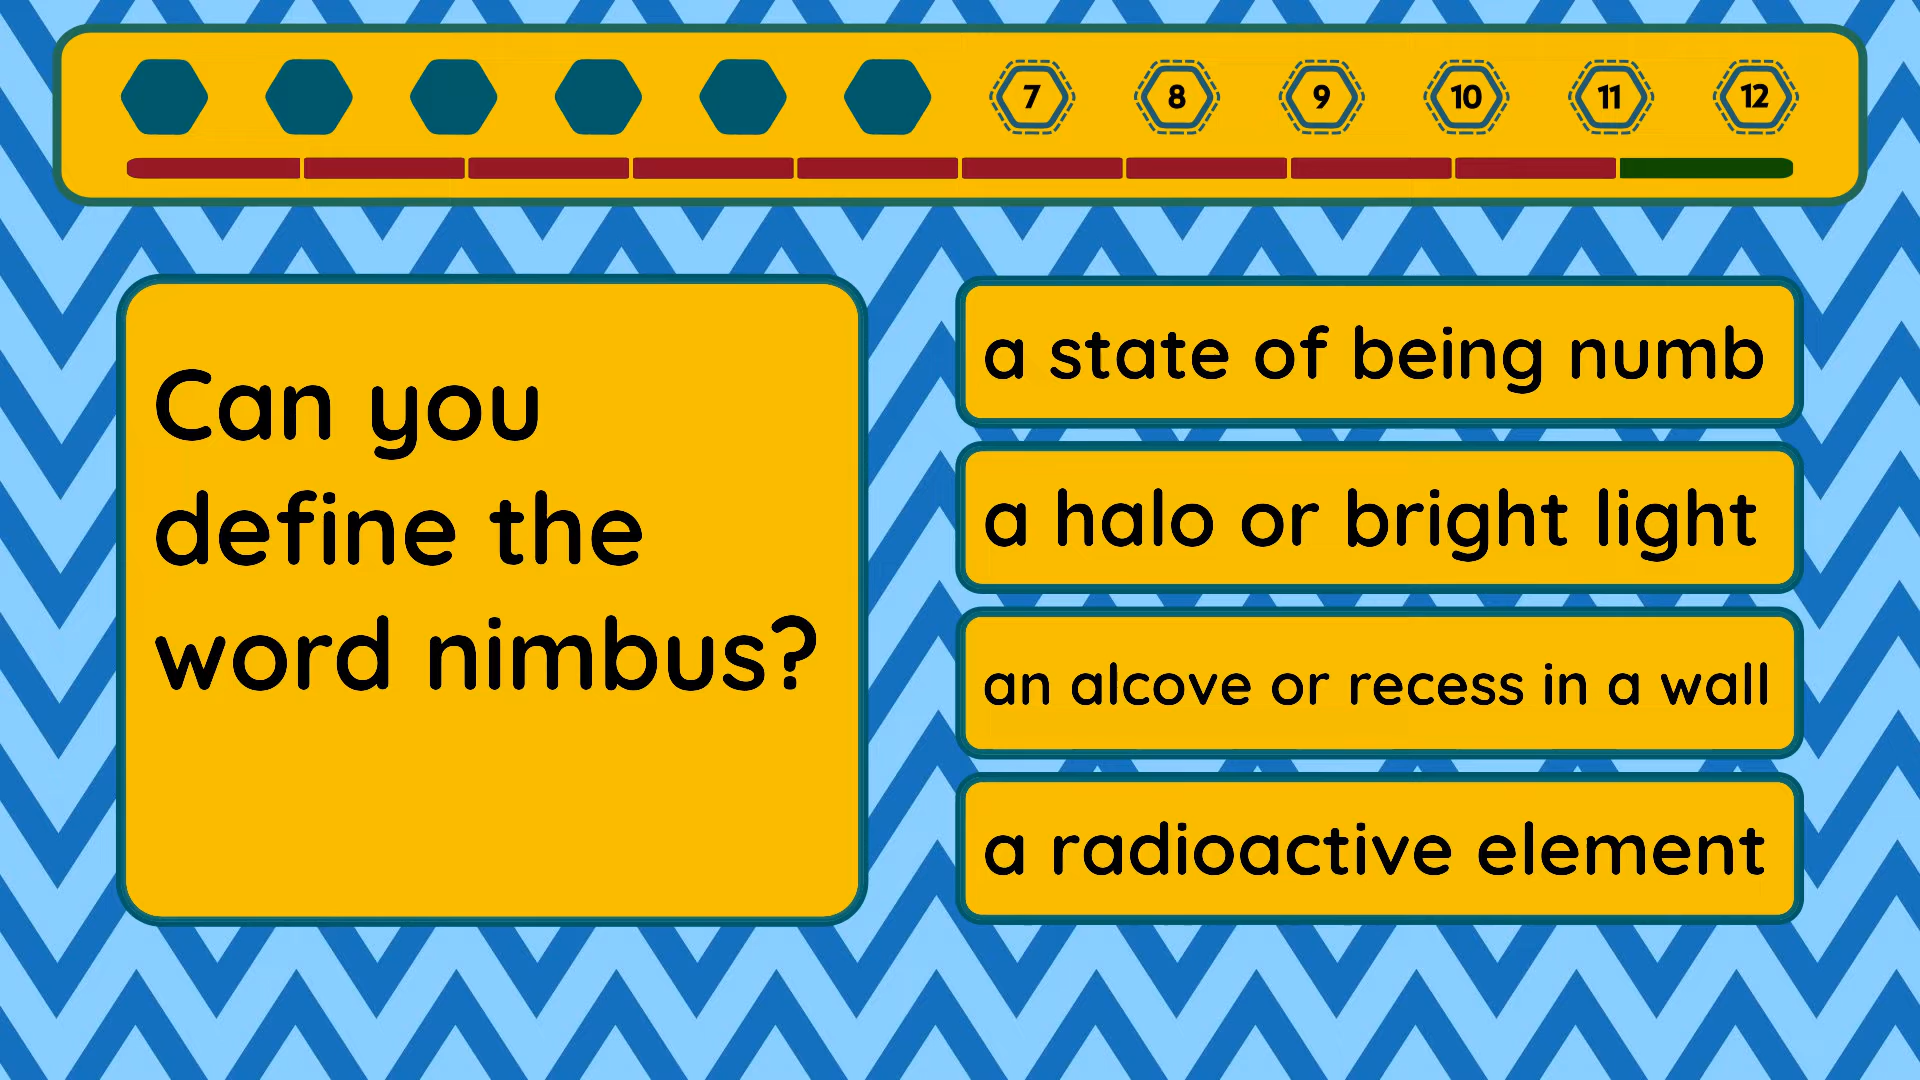 7 8 9 10 11 12
Can you
define the
word nimbus?
a state of being numb
a halo or bright light
an alcove or recess in a wall
a radioactive element